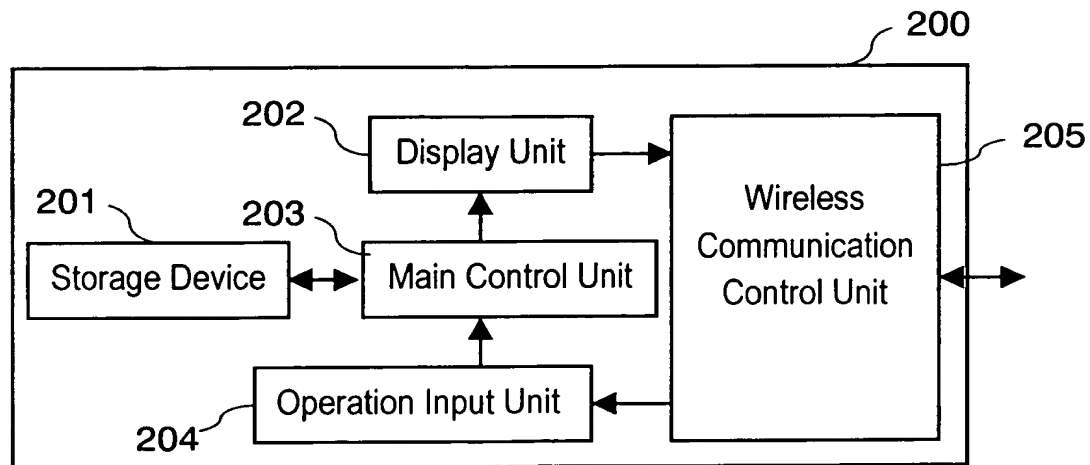 200
202
Display Unit
205
201
203
Wireless
Communication
Control Unit
Storage Device
Main Control Unit
Operation Input Unit
204